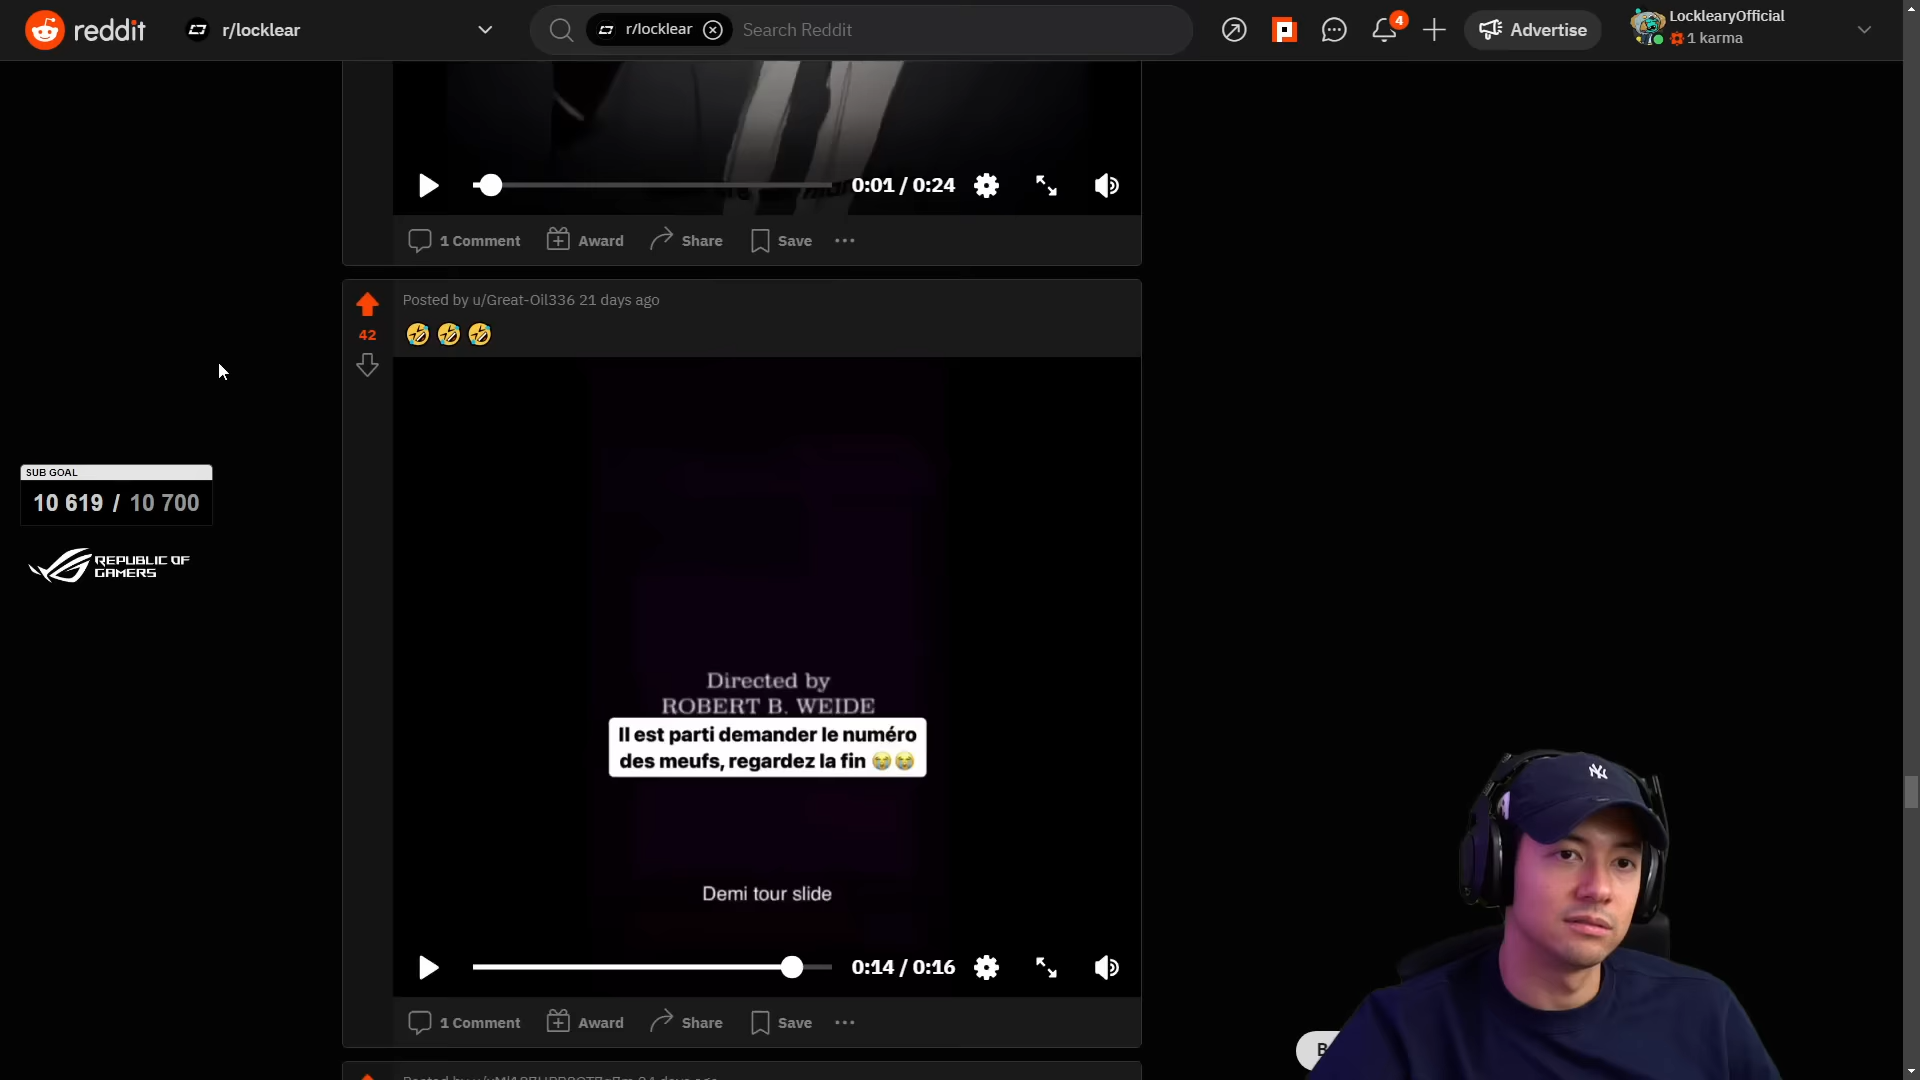 reddit
r/locklear
r/locklear
Search Reddit
4
Advertise
LocklearyOfficial
1 karma
0:01 / 0:24
1 Comment
Award
Share
Save
Posted by u/Great-Oil336 21 days ago
42
🤣🤣🤣
SUB GOAL
10 619 / 10 700
REPUBLIC OF
GAMERS
Directed by
ROBERT B. WEIDE
Il est parti demander le numéro
des meufs, regardez la fin 😭😭
Demi tour slide
0:14 / 0:16
1 Comment
Award
Share
Save
NY